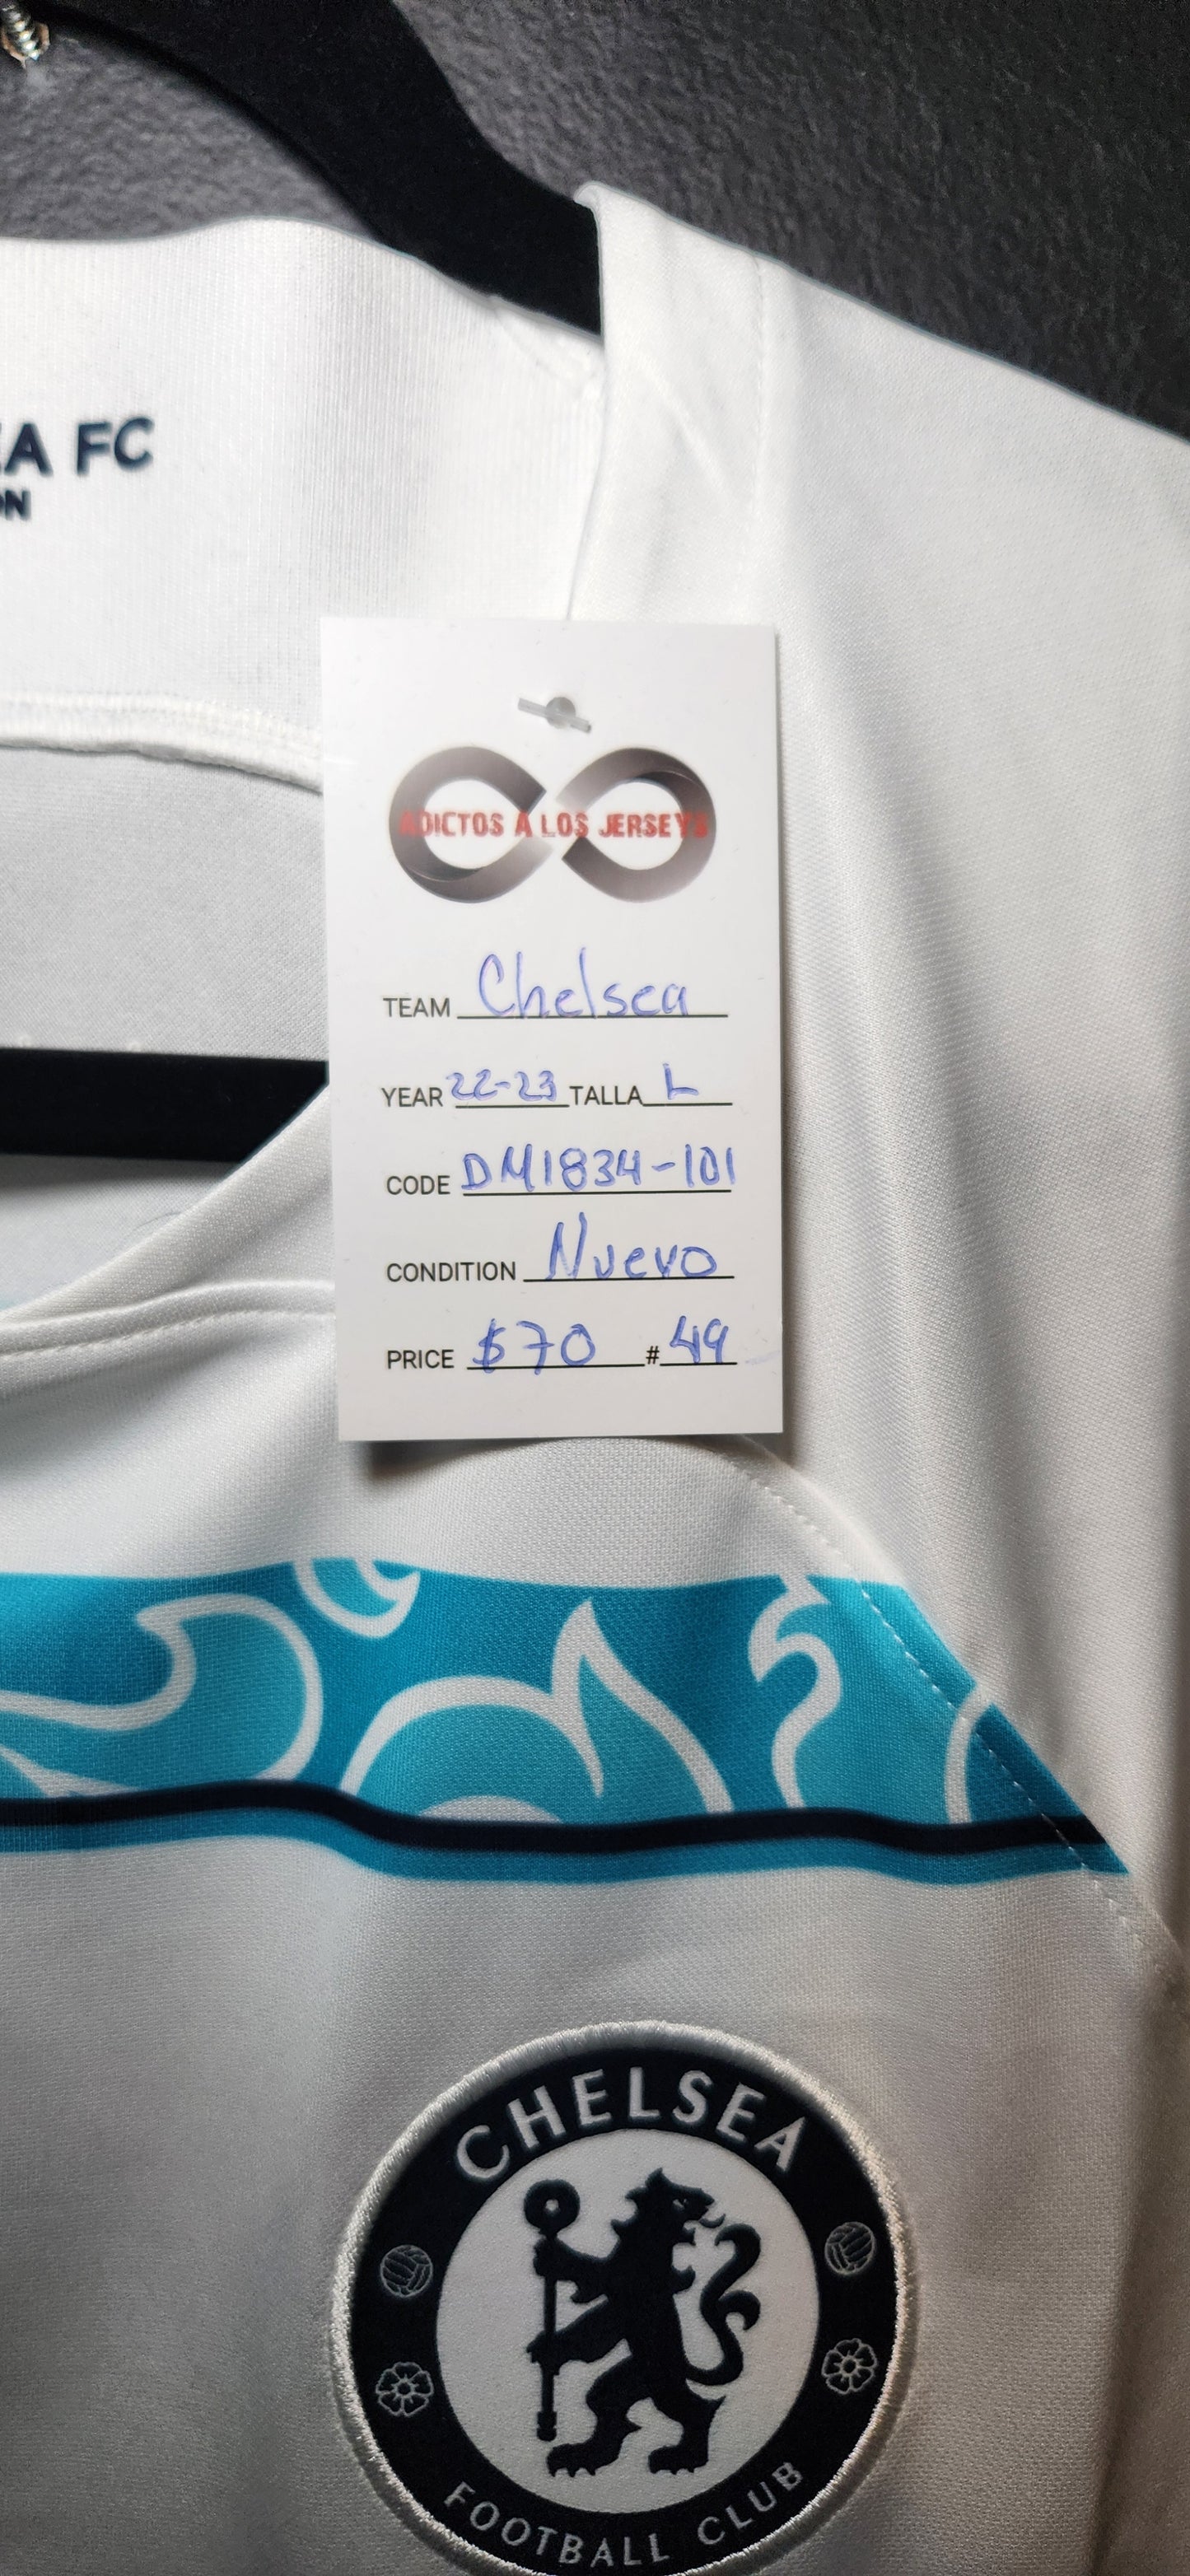 EA FC
ON
ADICTOS A LOS JERSEYS
TEAM Chelsea
YEAR 22-23 TALLA L
CODE DM1834-101
CONDITION Nuevo
PRICE $70 # 49
CHELSEA
FOOTBALL CLUB